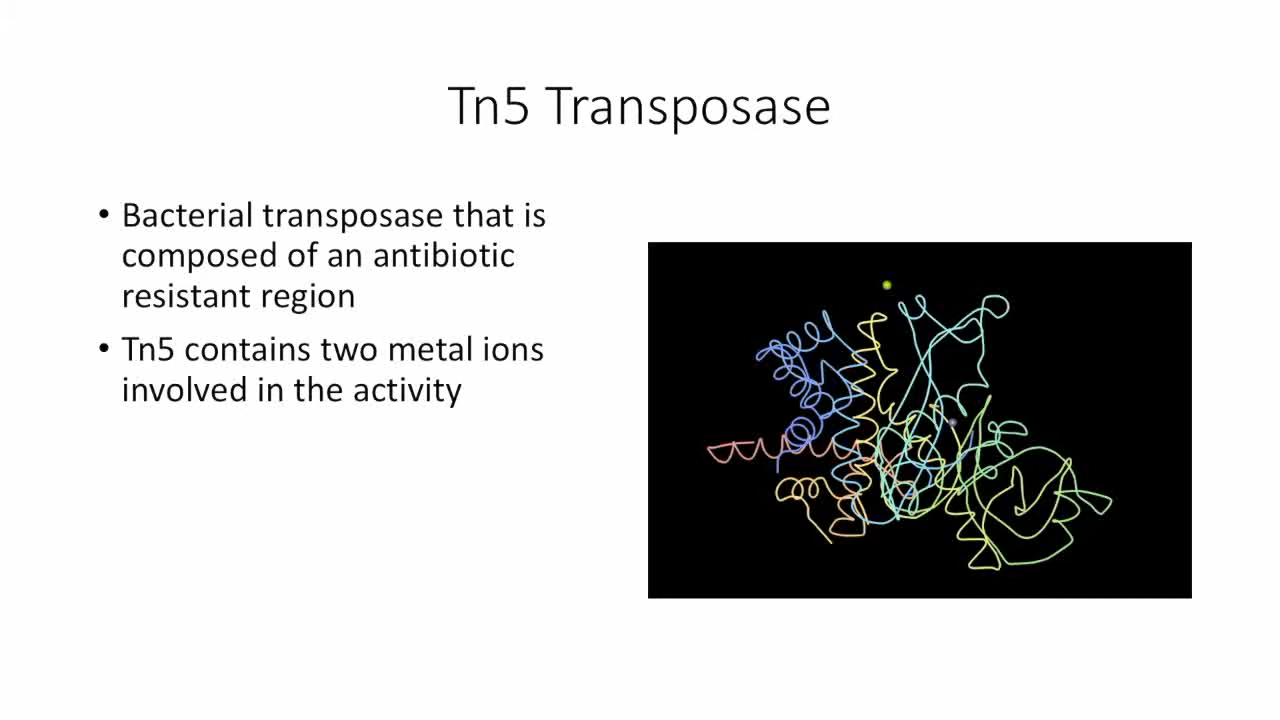 Tn5 Transposase
• Bacterial transposase that is
composed of an antibiotic
resistant region
• Tn5 contains two metal ions
involved in the activity